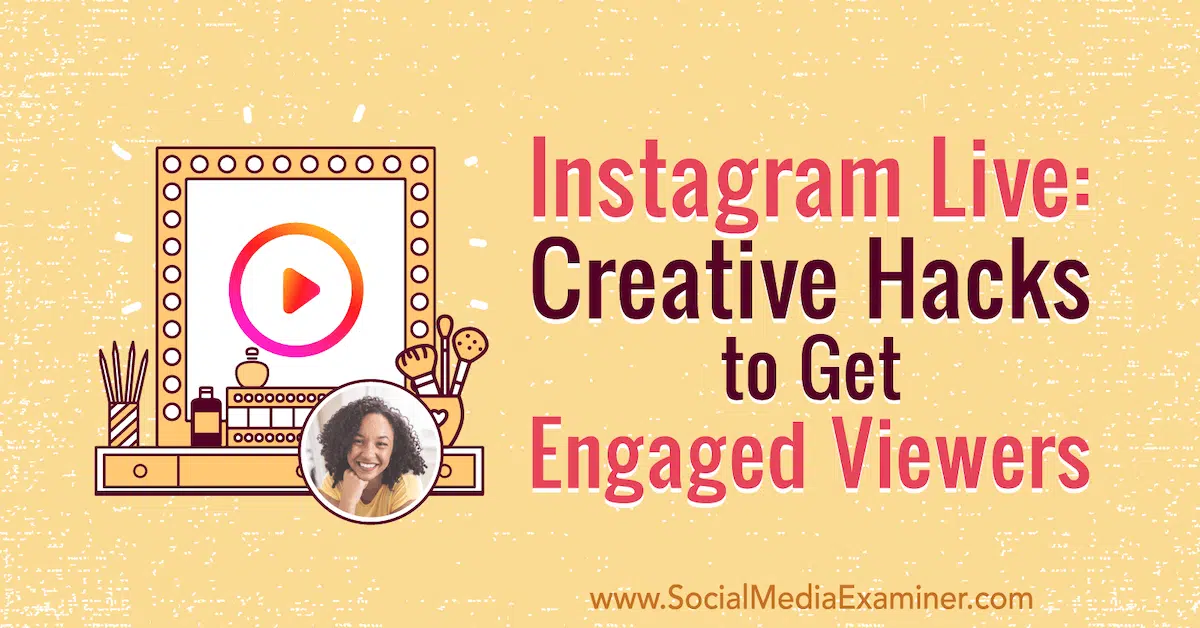 Instagram Live:
Creative Hacks
to Get
Engaged Viewers
www.SocialMediaExaminer.com